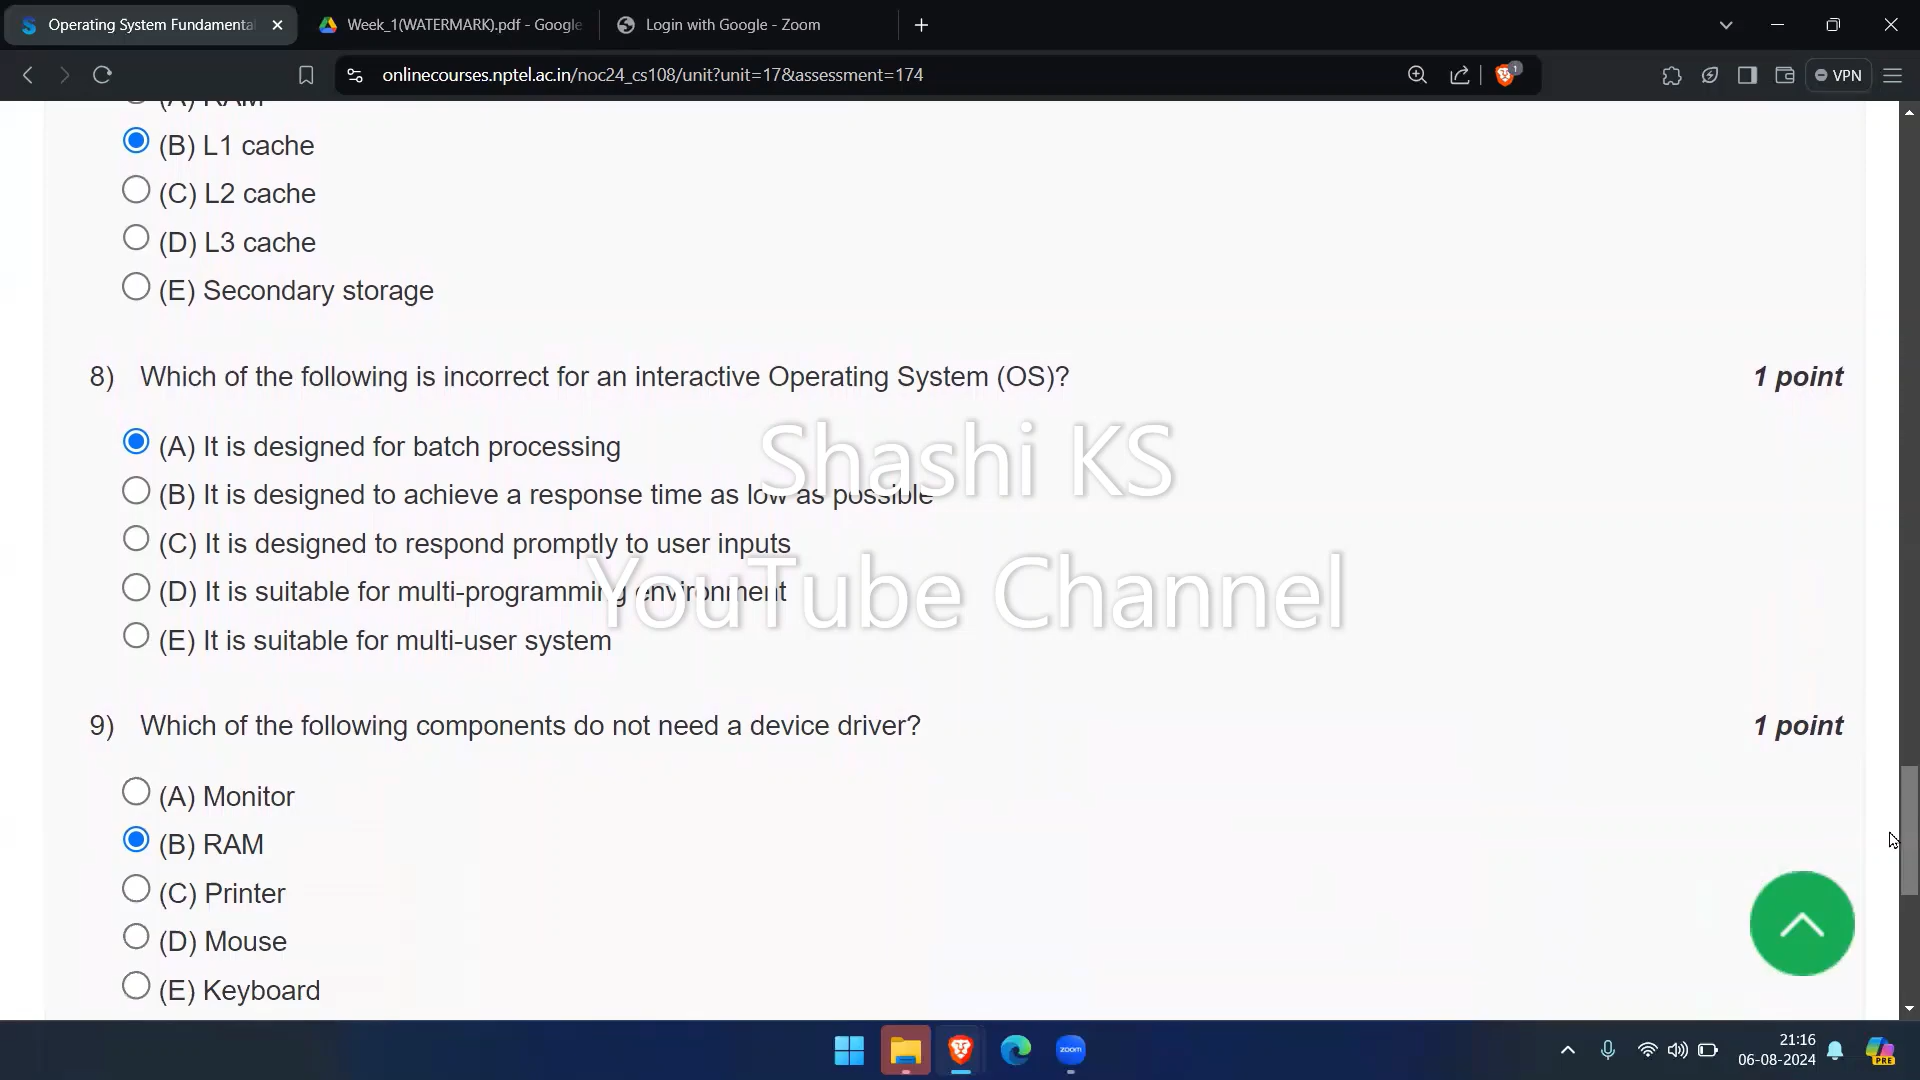 Operating System Fundamenta
Week_1(WATERMARK).pdf - Google
Login with Google - Zoom
onlinecourses.nptel.ac.in/noc24_cs108/unit?unit=17&assessment=174
1
VPN
(A) RAM
(B) L1 cache
(C) L2 cache
(D) L3 cache
(E) Secondary storage
8) Which of the following is incorrect for an interactive Operating System (OS)? 1 point
(A) It is designed for batch processing
(B) It is designed to achieve a response time as low as possible
(C) It is designed to respond promptly to user inputs
(D) It is suitable for multi-programming environment
(E) It is suitable for multi-user system
Shashi KS
YouTube Channel
9) Which of the following components do not need a device driver? 1 point
(A) Monitor
(B) RAM
(C) Printer
(D) Mouse
(E) Keyboard
zoom
21:16
06-08-2024
PRE